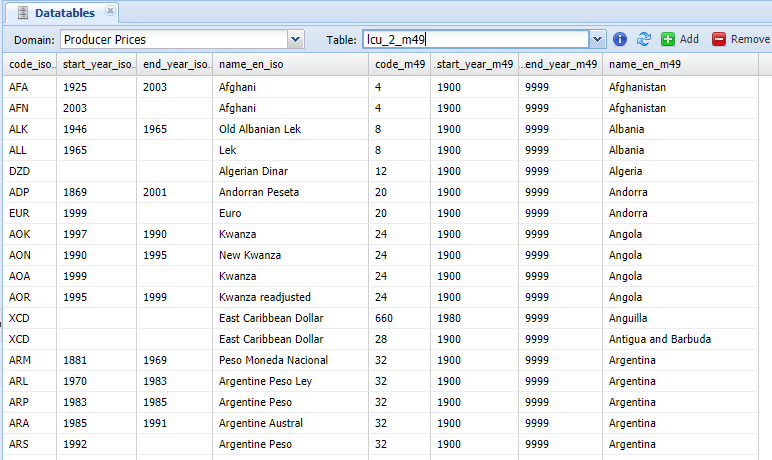 Datatables
Domain: Producer Prices Table: lcu_2_m49 Add Remove
code_iso... start_year_iso... end_year_iso... name_en_iso code_m49 ...start_year_m49 ...end_year_m49 name_en_m49
AFA 1925 2003 Afghani 4 1900 9999 Afghanistan
AFN 2003 Afghani 4 1900 9999 Afghanistan
ALK 1946 1965 Old Albanian Lek 8 1900 9999 Albania
ALL 1965 Lek 8 1900 9999 Albania
DZD Algerian Dinar 12 1900 9999 Algeria
ADP 1869 2001 Andorran Peseta 20 1900 9999 Andorra
EUR 1999 Euro 20 1900 9999 Andorra
AOK 1997 1990 Kwanza 24 1900 9999 Angola
AON 1990 1995 New Kwanza 24 1900 9999 Angola
AOA 1999 Kwanza 24 1900 9999 Angola
AOR 1995 1999 Kwanza readjusted 24 1900 9999 Angola
XCD East Caribbean Dollar 660 1980 9999 Anguilla
XCD East Caribbean Dollar 28 1900 9999 Antigua and Barbuda
ARM 1881 1969 Peso Moneda Nacional 32 1900 9999 Argentina
ARL 1970 1983 Argentine Peso Ley 32 1900 9999 Argentina
ARP 1983 1985 Argentine Peso 32 1900 9999 Argentina
ARA 1985 1991 Argentine Austral 32 1900 9999 Argentina
ARS 1992 Argentine Peso 32 1900 9999 Argentina